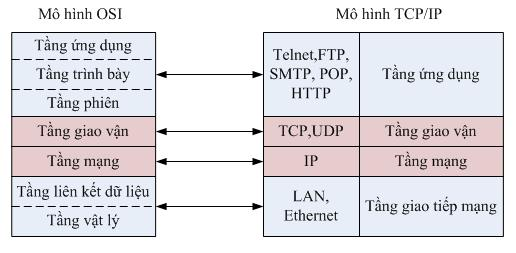 Mô hình OSI
Mô hình TCP/IP
Tầng ứng dụng
Tầng trình bày
Tầng phiên
Telnet,FTP,
SMTP, POP,
HTTP
Tầng ứng dụng
Tầng giao vận
TCP,UDP
Tầng giao vận
Tầng mạng
IP
Tầng mạng
Tầng liên kết dữ liệu
Tầng vật lý
LAN,
Ethernet
Tầng giao tiếp mạng